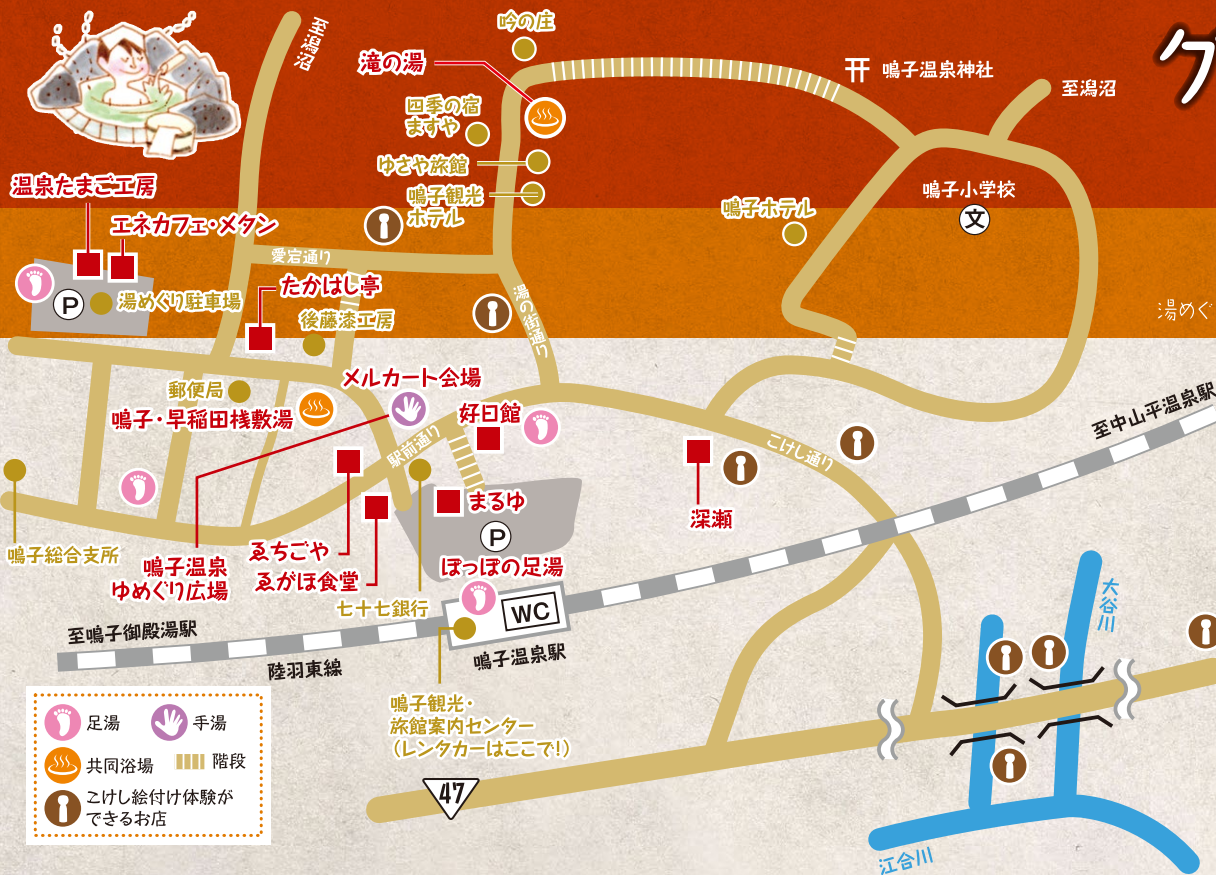 至潟沼
吟の庄
滝の湯
鳴子温泉神社
至潟沼
四季の宿
ますや
ゆさや旅館
鳴子観光
ホテル
鳴子ホテル
鳴子小学校
文
温泉たまご工房
エネカフェ・メタン
愛宕通り
P
湯めぐり駐車場
たかはし亭
後藤漆工房
湯の街通り
湯めぐ
郵便局
鳴子・早稲田桟敷湯
メルカート会場
好日館
駅前通り
こけし通り
至中山平温泉駅
深瀬
まるゆ
P
鳴子総合支所
鳴子温泉
ゆめぐり広場
ゑちごや
ゑがほ食堂
七十七銀行
ぽっぽの足湯
WC
鳴子温泉駅
至鳴子御殿湯駅
陸羽東線
大谷川
鳴子観光・
旅館案内センター
(レンタカーはここで!)
47
江合川
足湯
手湯
共同浴場
階段
こけし絵付け体験が
できるお店